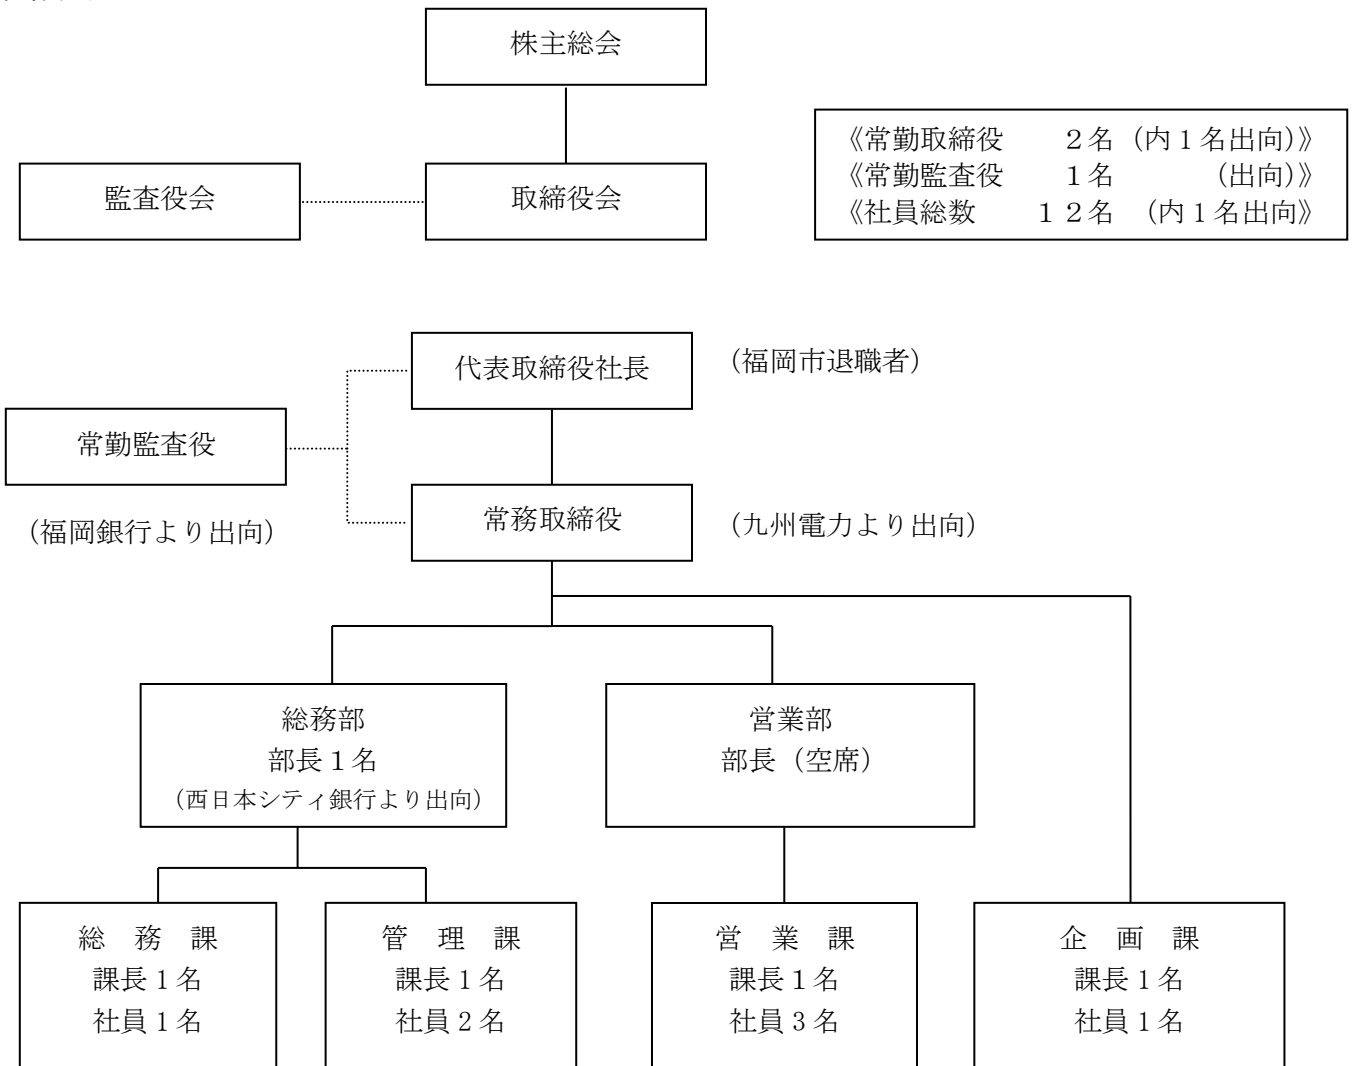 株主総会
《常勤取締役　　２名（内1名出向）》
《常勤監査役　　１名　　　（出向）》
《社員総数　　１２名（内1名出向》
監査役会
取締役会
代表取締役社長
（福岡市退職者）
常勤監査役
（福岡銀行より出向）
常務取締役
（九州電力より出向）
総務部
部長１名
（西日本シティ銀行より出向）
営業部
部長（空席）
総　務　課
課長1名
社員1名
管　理　課
課長1名
社員2名
営　業　課
課長1名
社員3名
企　画　課
課長1名
社員1名